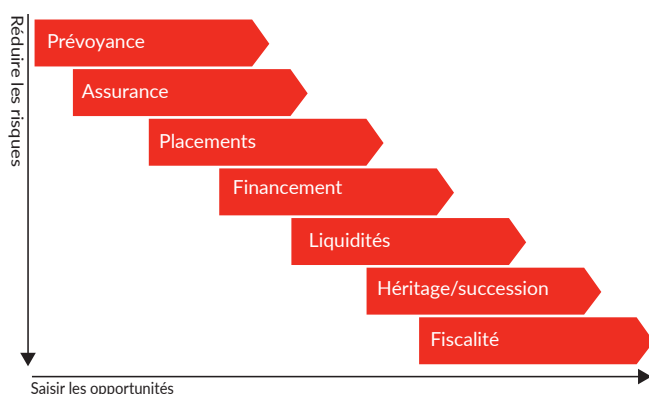 Réduire les risques
Prévoyance
Assurance
Placements
Financement
Liquidités
Héritage/succession
Fiscalité
Saisir les opportunités